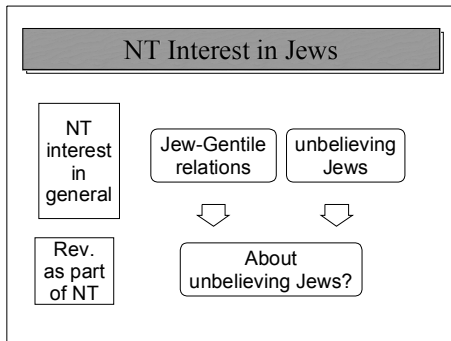 NT Interest in Jews
NT
interest
in
general
Jew-Gentile
relations
unbelieving
Jews
Rev.
as part
of NT
About
unbelieving Jews?